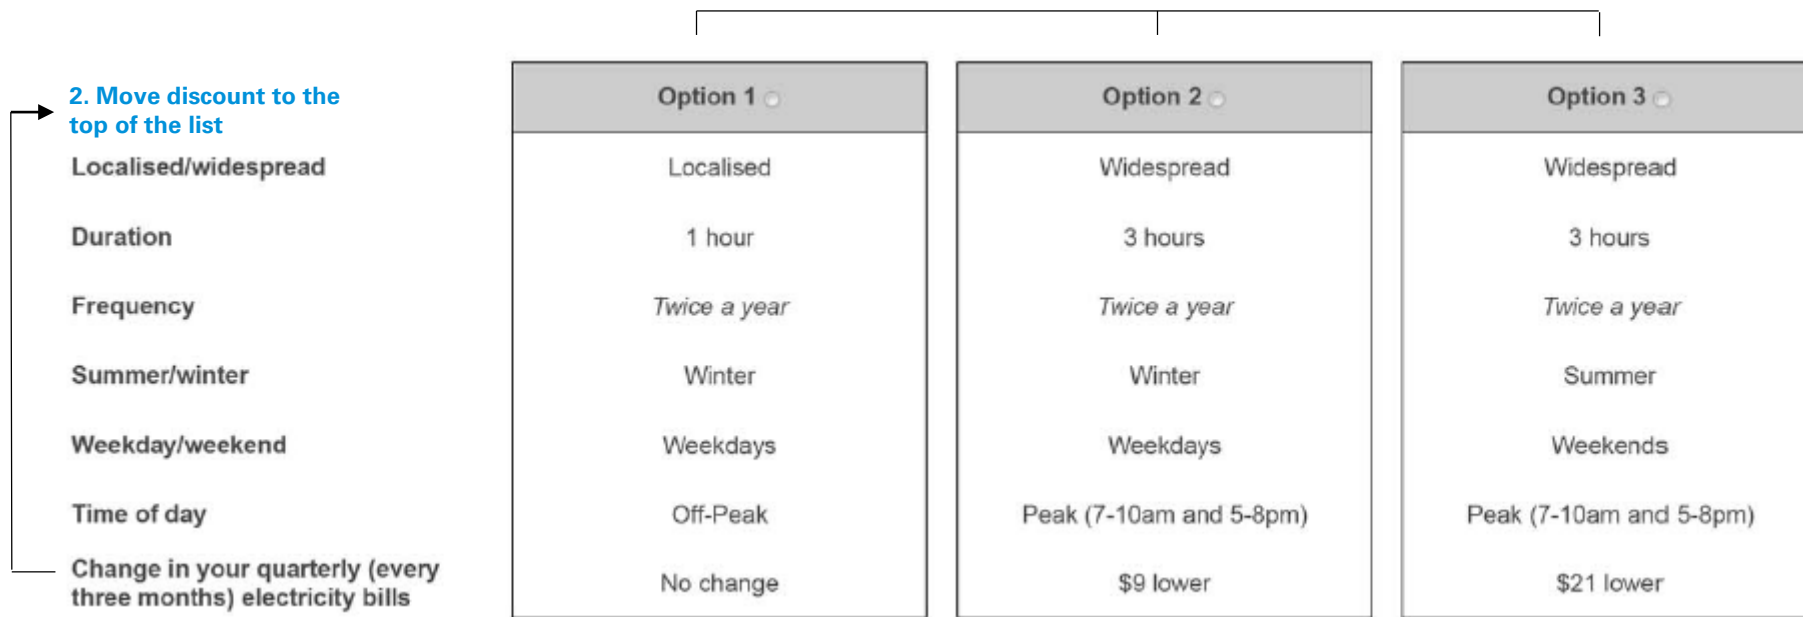 2. Move discount to the
top of the list
Option 1
Option 2
Option 3
Localised/widespread
Localised
Widespread
Widespread
Duration
1 hour
3 hours
3 hours
Frequency
Twice a year
Twice a year
Twice a year
Summer/winter
Winter
Winter
Summer
Weekday/weekend
Weekdays
Weekdays
Weekends
Time of day
Off-Peak
Peak (7-10am and 5-8pm)
Peak (7-10am and 5-8pm)
Change in your quarterly (every
three months) electricity bills
No change
$9 lower
$21 lower